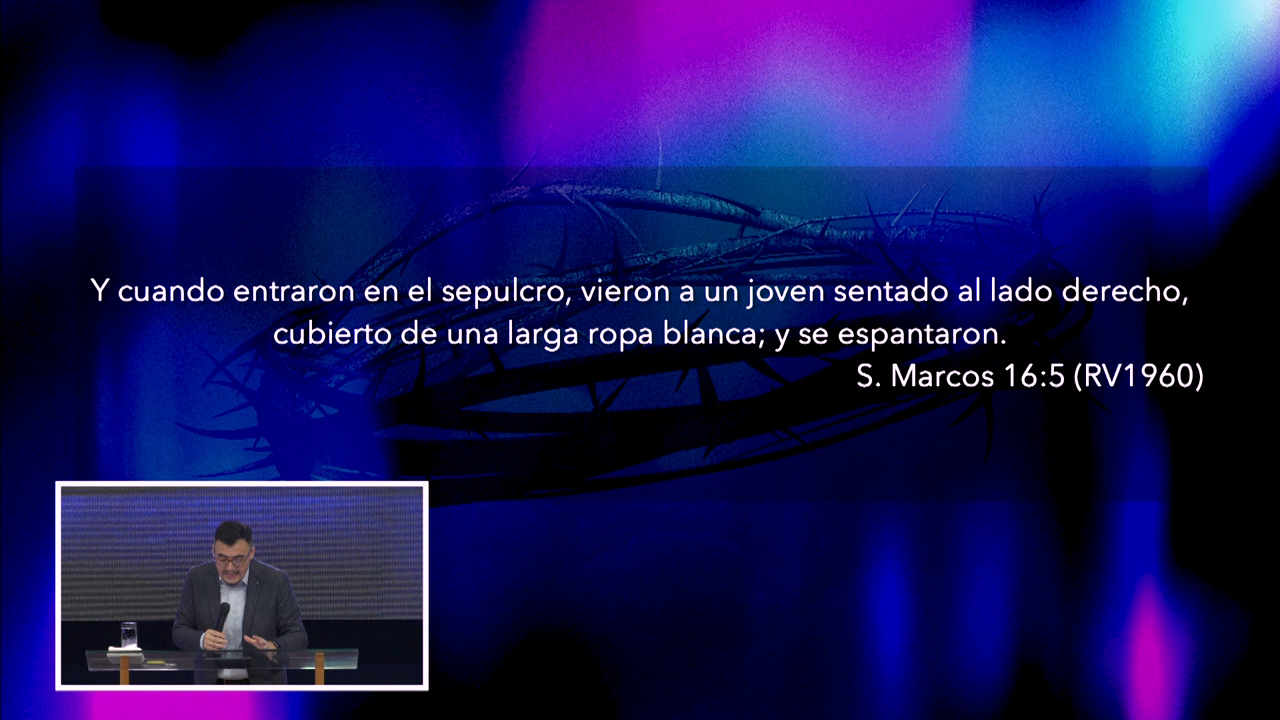 Y cuando entraron en el sepulcro, vieron a un joven sentado al lado derecho,
cubierto de una larga ropa blanca; y se espantaron.
S. Marcos 16:5 (RV1960)